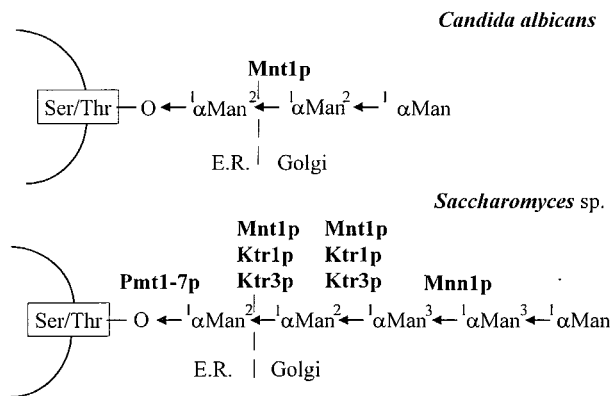 Candida albicans
Mnt1p
Ser/Thr – O ← ¹αMan² ← ¹αMan² ← ¹ αMan
E.R. | Golgi
Saccharomyces sp.
Mnt1p Mnt1p
Ktr1p Ktr1p
Pmt1-7p Ktr3p Ktr3p Mnn1p
Ser/Thr – O ← ¹αMan² ← ¹αMan² ← ¹αMan³ ← ¹αMan³ ← ¹αMan
E.R. | Golgi